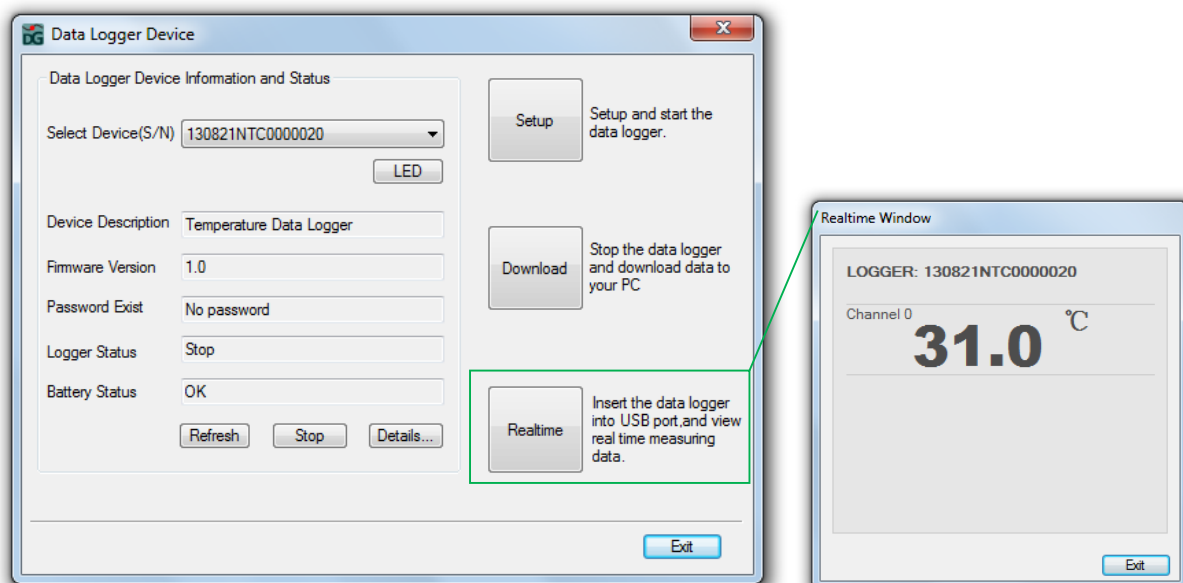 DG Data Logger Device
X
Data Logger Device Information and Status
Select Device(S/N) 130821NTC0000020
LED
Device Description Temperature Data Logger
Firmware Version 1.0
Password Exist No password
Logger Status Stop
Battery Status OK
Refresh Stop Details...
Setup
Setup and start the
data logger.
Download
Stop the data logger
and download data to
your PC
Realtime
Insert the data logger
into USB port,and view
real time measuring
data.
Exit
Realtime Window
LOGGER: 130821NTC0000020
Channel 0
31.0 ℃
Exit